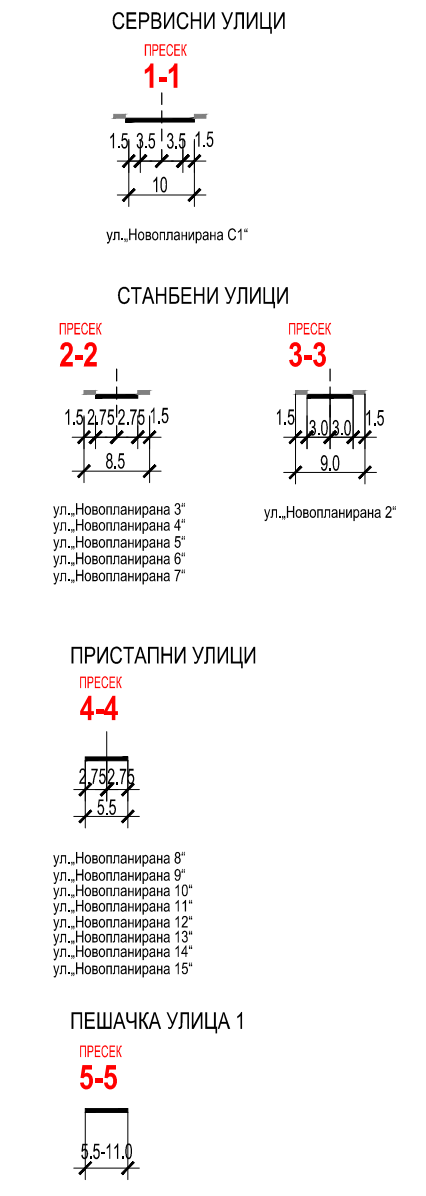 СЕРВИСНИ УЛИЦИ
ПРЕСЕК
1-1
1.5 3.5 3.5 1.5
10
ул.„Новопланирана С1“
СТАНБЕНИ УЛИЦИ
ПРЕСЕК
2-2
1.5 2.75 2.75 1.5
8.5
ул.„Новопланирана 3“
ул.„Новопланирана 4“
ул.„Новопланирана 5“
ул.„Новопланирана 6“
ул.„Новопланирана 7“
ПРЕСЕК
3-3
1.5 3.0 3.0 1.5
9.0
ул.„Новопланирана 2“
ПРИСТАПНИ УЛИЦИ
ПРЕСЕК
4-4
2.75 2.75
5.5
ул.„Новопланирана 8“
ул.„Новопланирана 9“
ул.„Новопланирана 10“
ул.„Новопланирана 11“
ул.„Новопланирана 12“
ул.„Новопланирана 13“
ул.„Новопланирана 14“
ул.„Новопланирана 15“
ПЕШАЧКА УЛИЦА 1
ПРЕСЕК
5-5
5.5-11.0